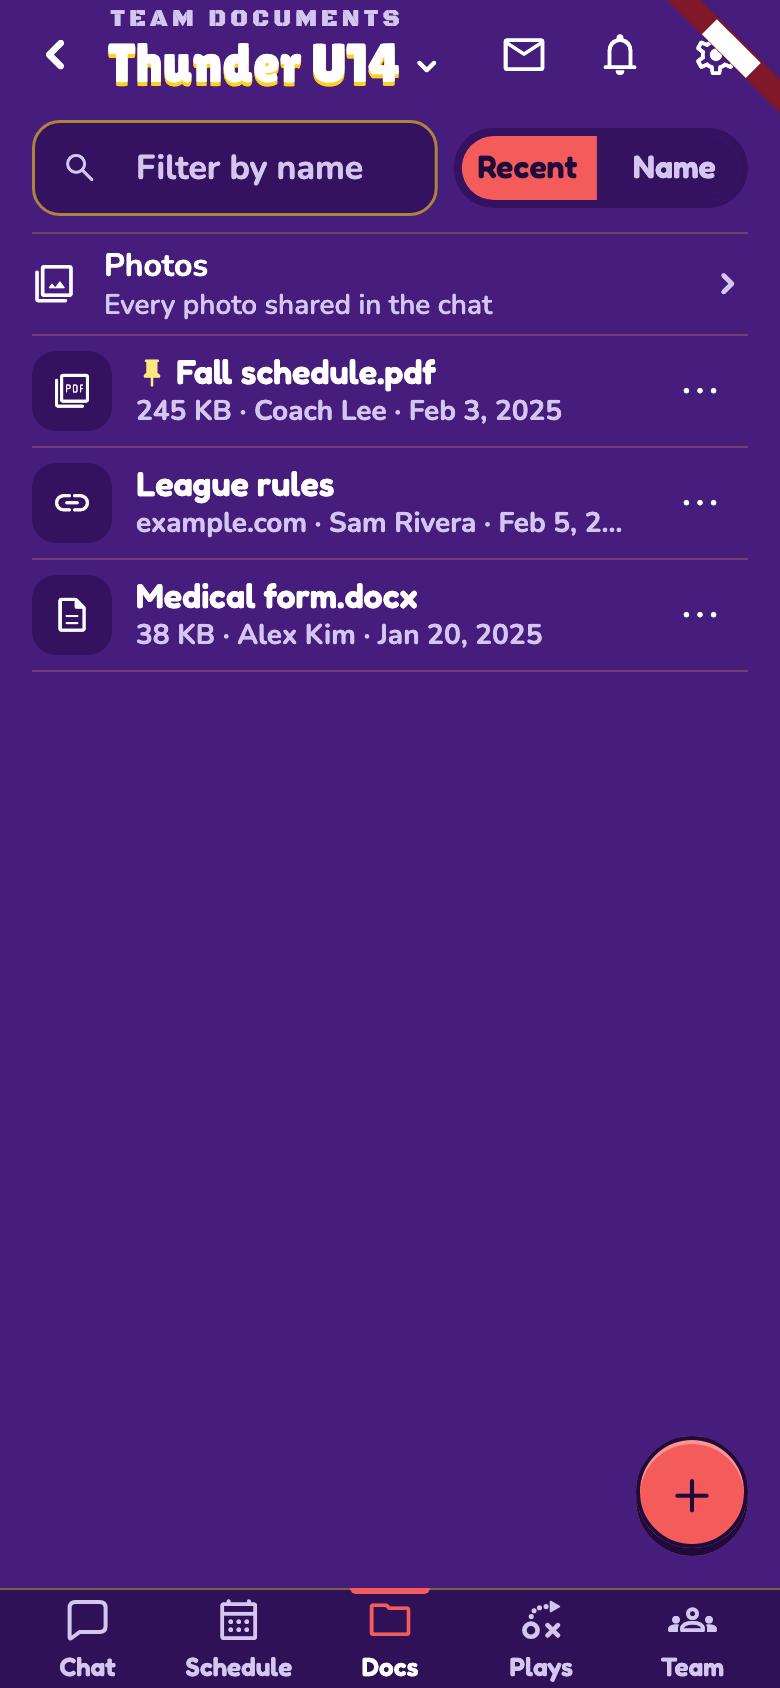 TEAM DOCUMENTS
Thunder U14
Filter by name
Recent
Name
Photos
Every photo shared in the chat
PDF
Fall schedule.pdf
245 KB · Coach Lee · Feb 3, 2025
League rules
example.com · Sam Rivera · Feb 5, 2...
Medical form.docx
38 KB · Alex Kim · Jan 20, 2025
Chat
Schedule
Docs
Plays
Team